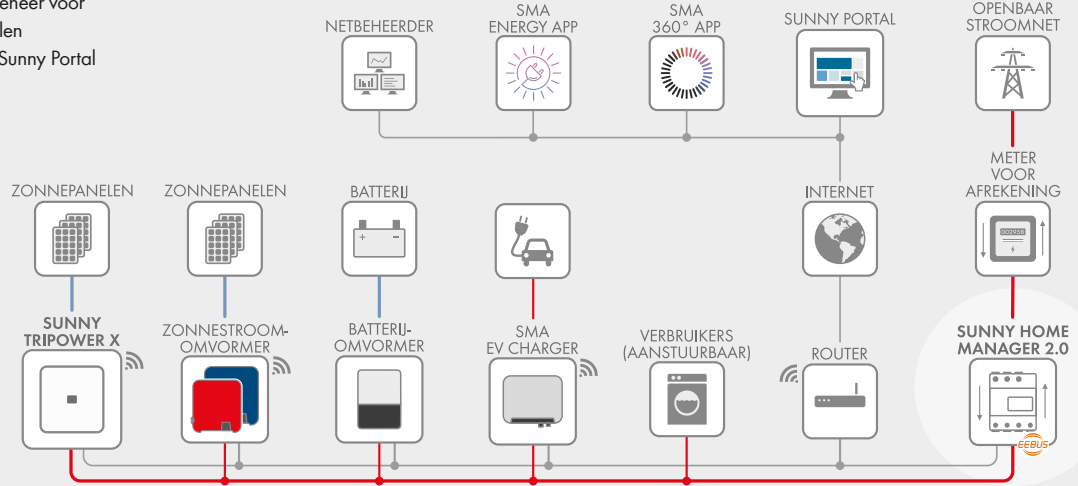 len
Sunny Portal
NETBEHEERDER
SMA
ENERGY APP
SMA
360° APP
SUNNY PORTAL
OPENBAAR
STROOMNET
ZONNEPANELEN
ZONNEPANELEN
BATTERIJ
INTERNET
METER
VOOR
AFREKENING
SUNNY
TRIPOWER X
ZONNESTROOM-
OMVORMER
BATTERIJ-
OMVORMER
SMA
EV CHARGER
VERBRUIKERS
(AANSTUURBAAR)
ROUTER
SUNNY HOME
MANAGER 2.0
EEBUS